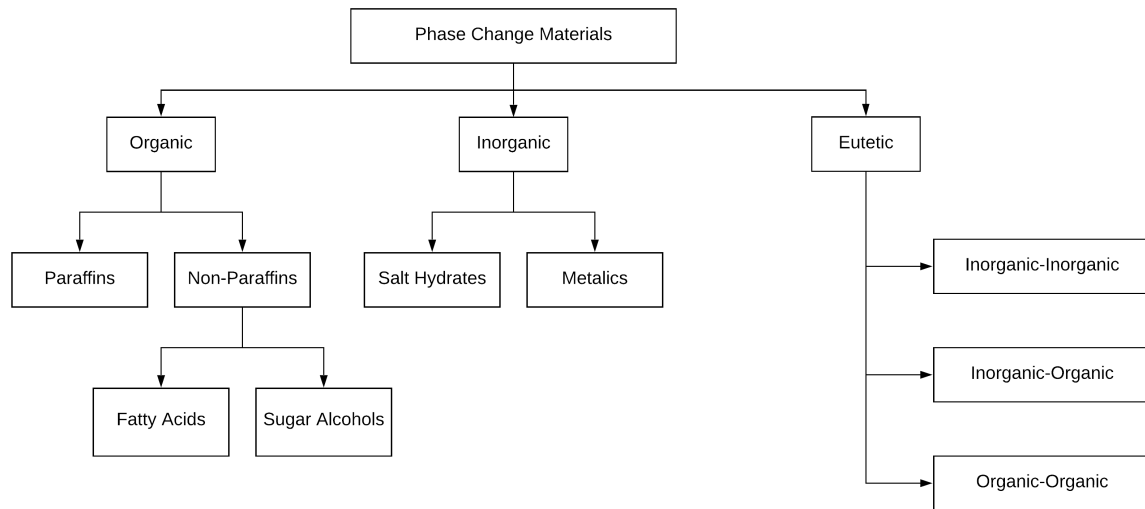 Phase Change Materials
Organic
Inorganic
Eutetic
Paraffins
Non-Paraffins
Salt Hydrates
Metalics
Inorganic-Inorganic
Inorganic-Organic
Fatty Acids
Sugar Alcohols
Organic-Organic